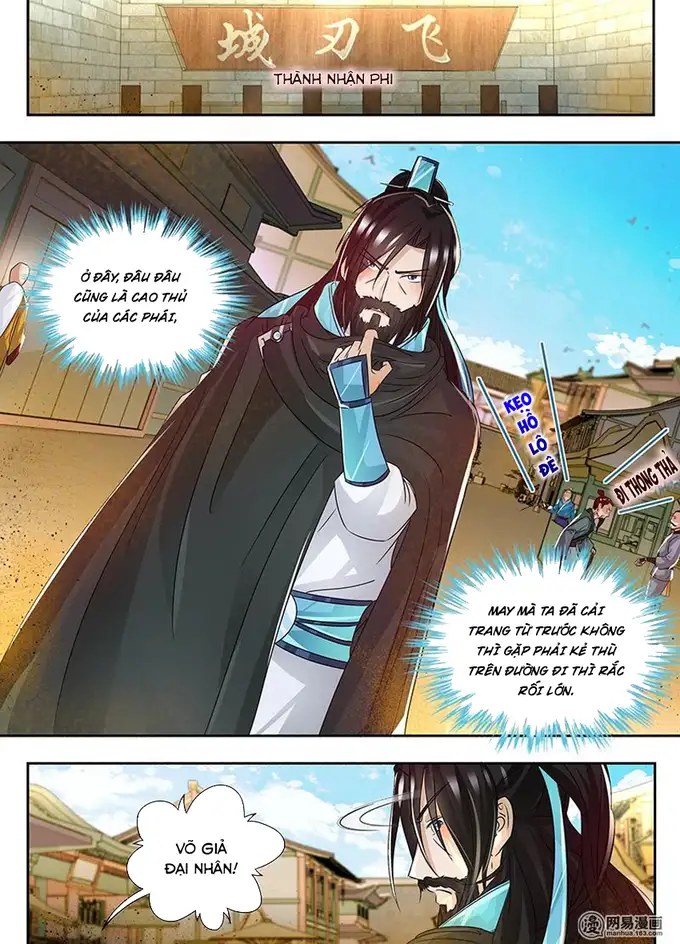 城刃飞
THÀNH NHẬN PHI
Ở ĐÂY, ĐÂU ĐÂU
CŨNG LÀ CAO THỦ
CỦA CÁC PHÁI,
KẸO
HỒ
LÔ
ĐÊ
ĐI THONG THẢ
MAY MÀ TA ĐÃ CẢI
TRANG TỪ TRƯỚC KHÔNG
THÌ GẶP PHẢI KẺ THÙ
TRÊN ĐƯỜNG ĐI THÌ RẮC
RỐI LỚN.
VÕ GIẢ
ĐẠI NHÂN!
网易漫画
manhua.163.com